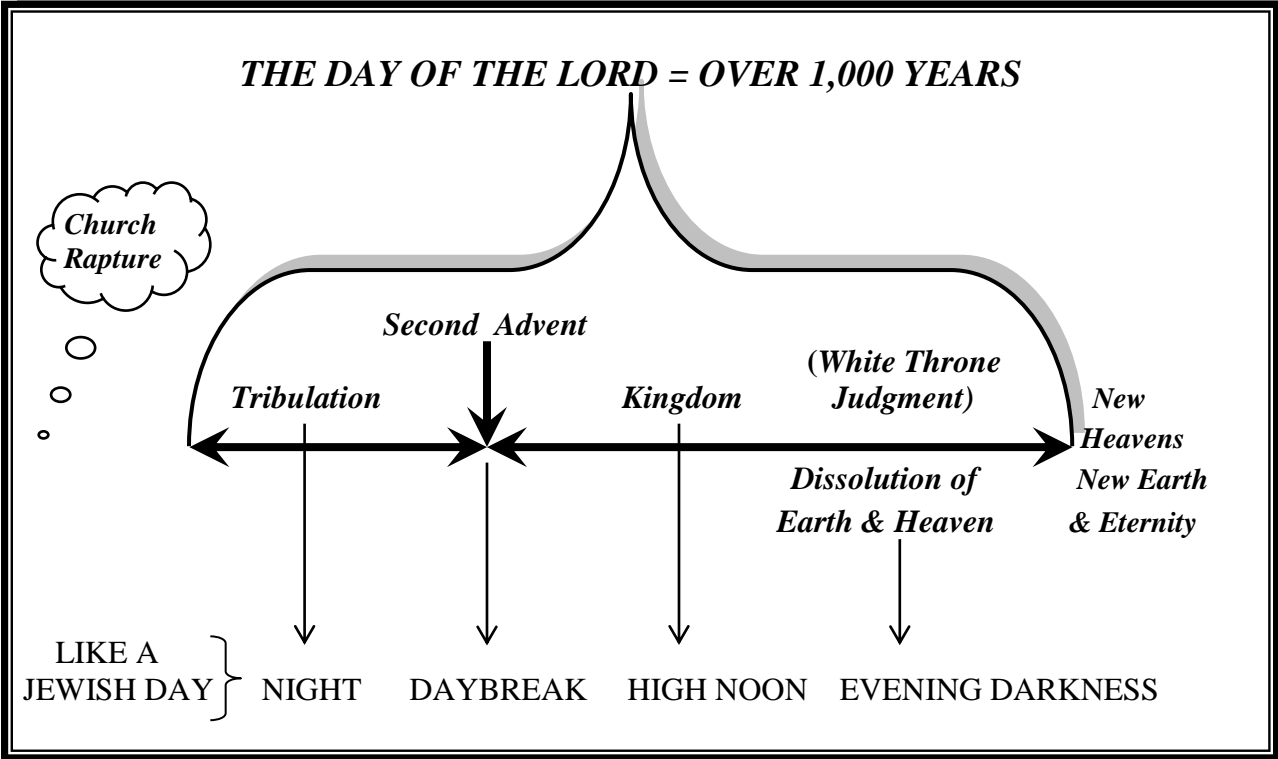 THE DAY OF THE LORD = OVER 1,000 YEARS
Church
Rapture
Second Advent
(White Throne
Judgment)
Tribulation
Kingdom
New
Heavens
New Earth
& Eternity
Dissolution of
Earth & Heaven
LIKE A
JEWISH DAY
NIGHT
DAYBREAK
HIGH NOON
EVENING DARKNESS